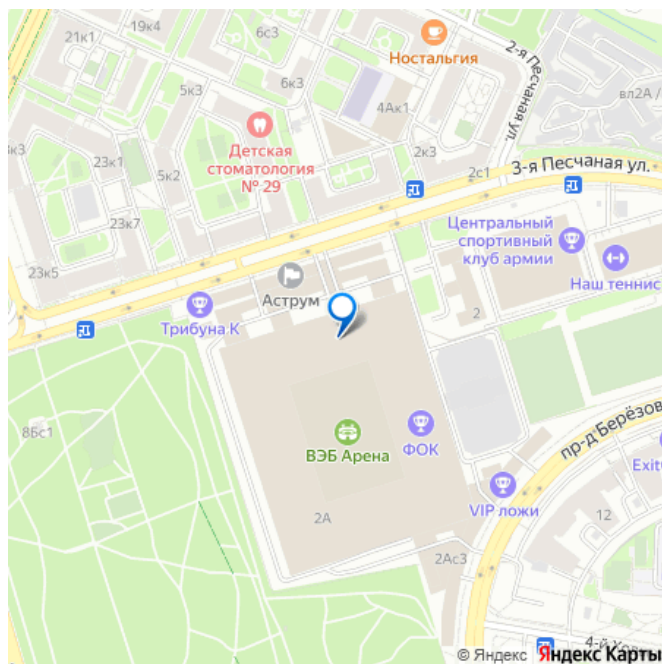 21к1
19к4
6с3
Ностальгия
2-я Песчаная ул.
вл2А /
5к3
6к3
4Ак1
Детская
стоматология
№ 29
2к3
2с1
3-я Песчаная ул.
23к1
5к2
23к7
Центральный
спортивный
клуб армии
Наш теннис
23к5
Аструм
Трибуна К
2
8Бс1
ВЭБ Арена
ФОК
пр-д Берёзов
Exit
VIP ложи
2А
12
2Ас3
4-й Хо
© Яндекс Яндекс Карты